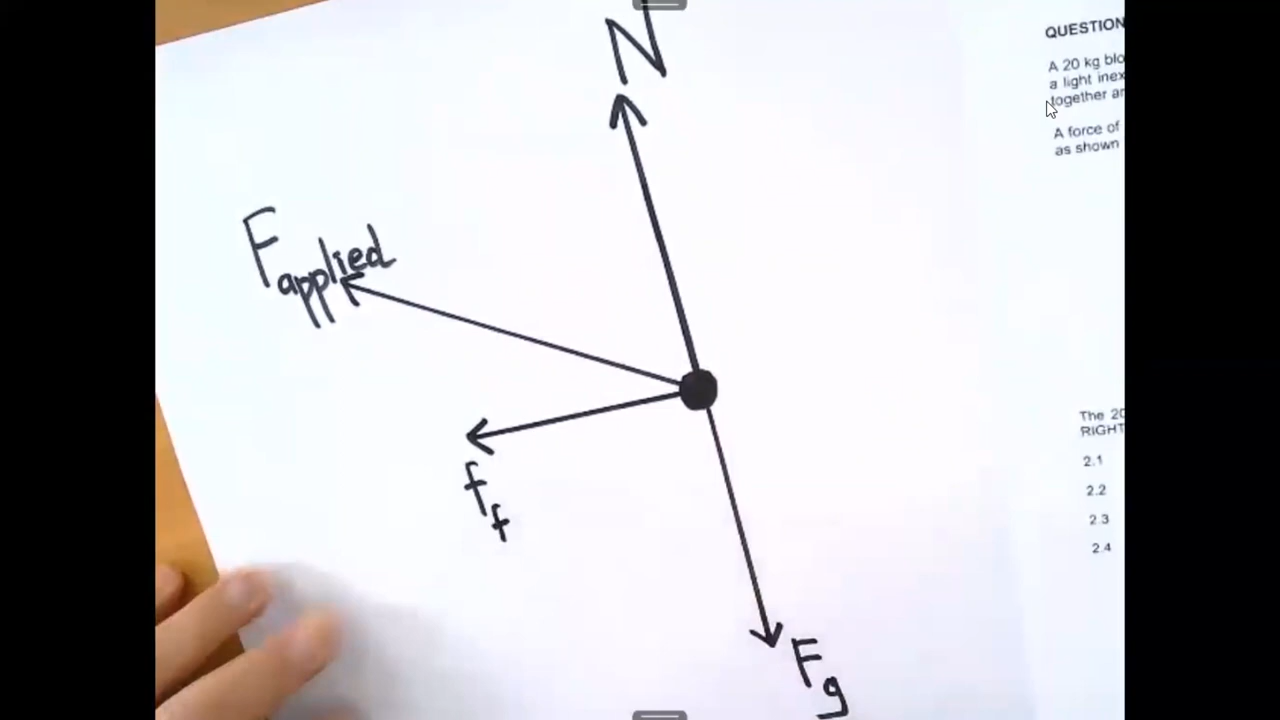 N
F applied
f f
F g
QUESTION
A 20 kg blo
a light inex
together ar
A force of
as shown
The 20
RIGHT
2.1
2.2
2.3
2.4